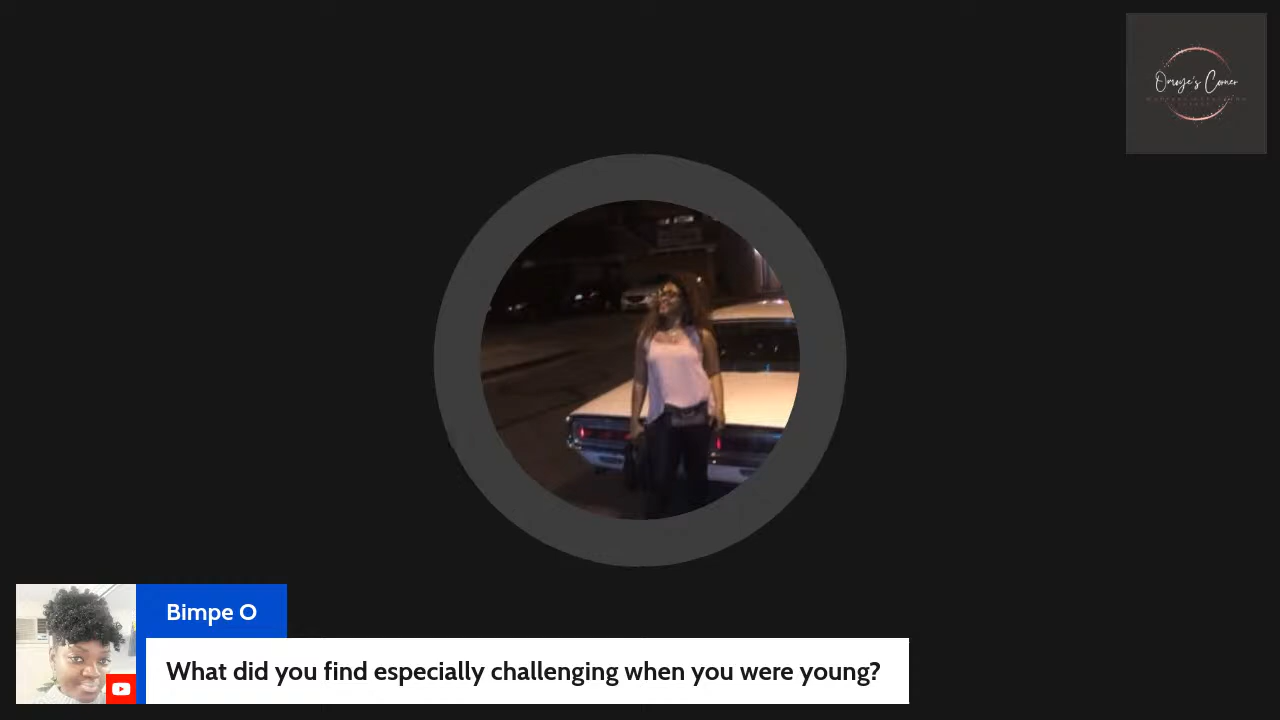 Omoye's Corner
Bimpe O
What did you find especially challenging when you were young?